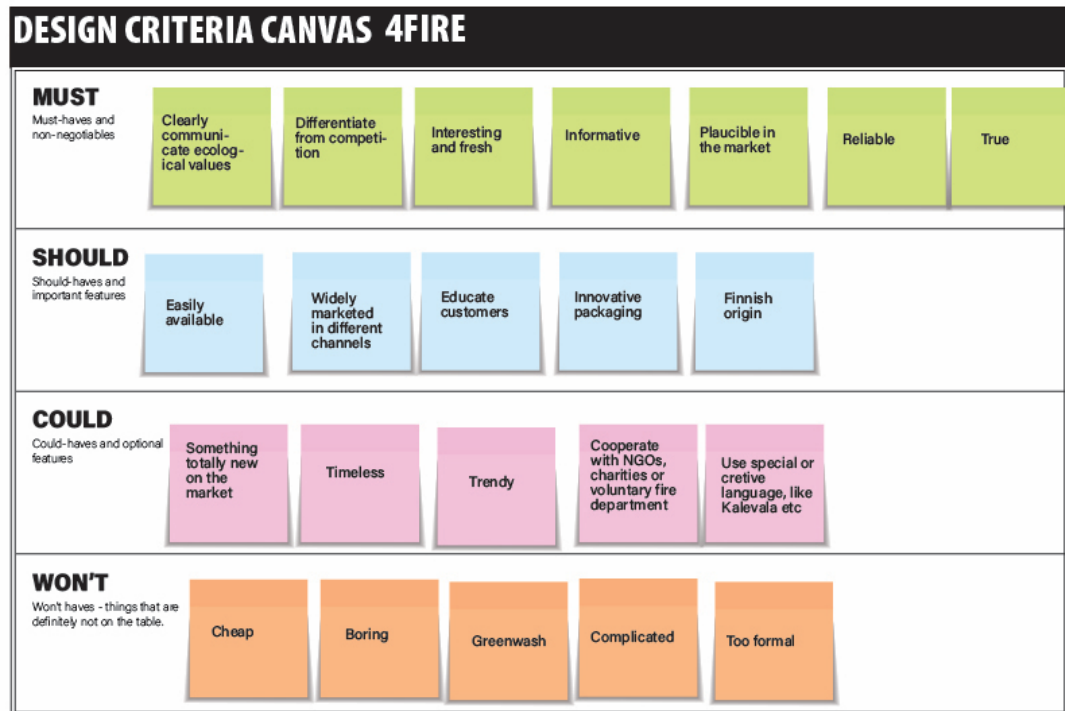 DESIGN CRITERIA CANVAS 4FIRE
MUST
Must-haves and
non-negotiables
Clearly
communi-
cate ecolog-
ical values
Differentiate
from competi-
tion
Interesting
and fresh
Informative
Plaucible in
the market
Reliable
True
SHOULD
Should-haves and
important features
Easily
available
Widely
marketed
in different
channels
Educate
customers
Innovative
packaging
Finnish
origin
COULD
Could-haves and optional
features
Something
totally new
on the
market
Timeless
Trendy
Cooperate
with NGOs,
charities or
voluntary fire
department
Use special or
cretive
language, like
Kalevala etc
WON'T
Won't haves - things that are
definitely not on the table.
Cheap
Boring
Greenwash
Complicated
Too formal